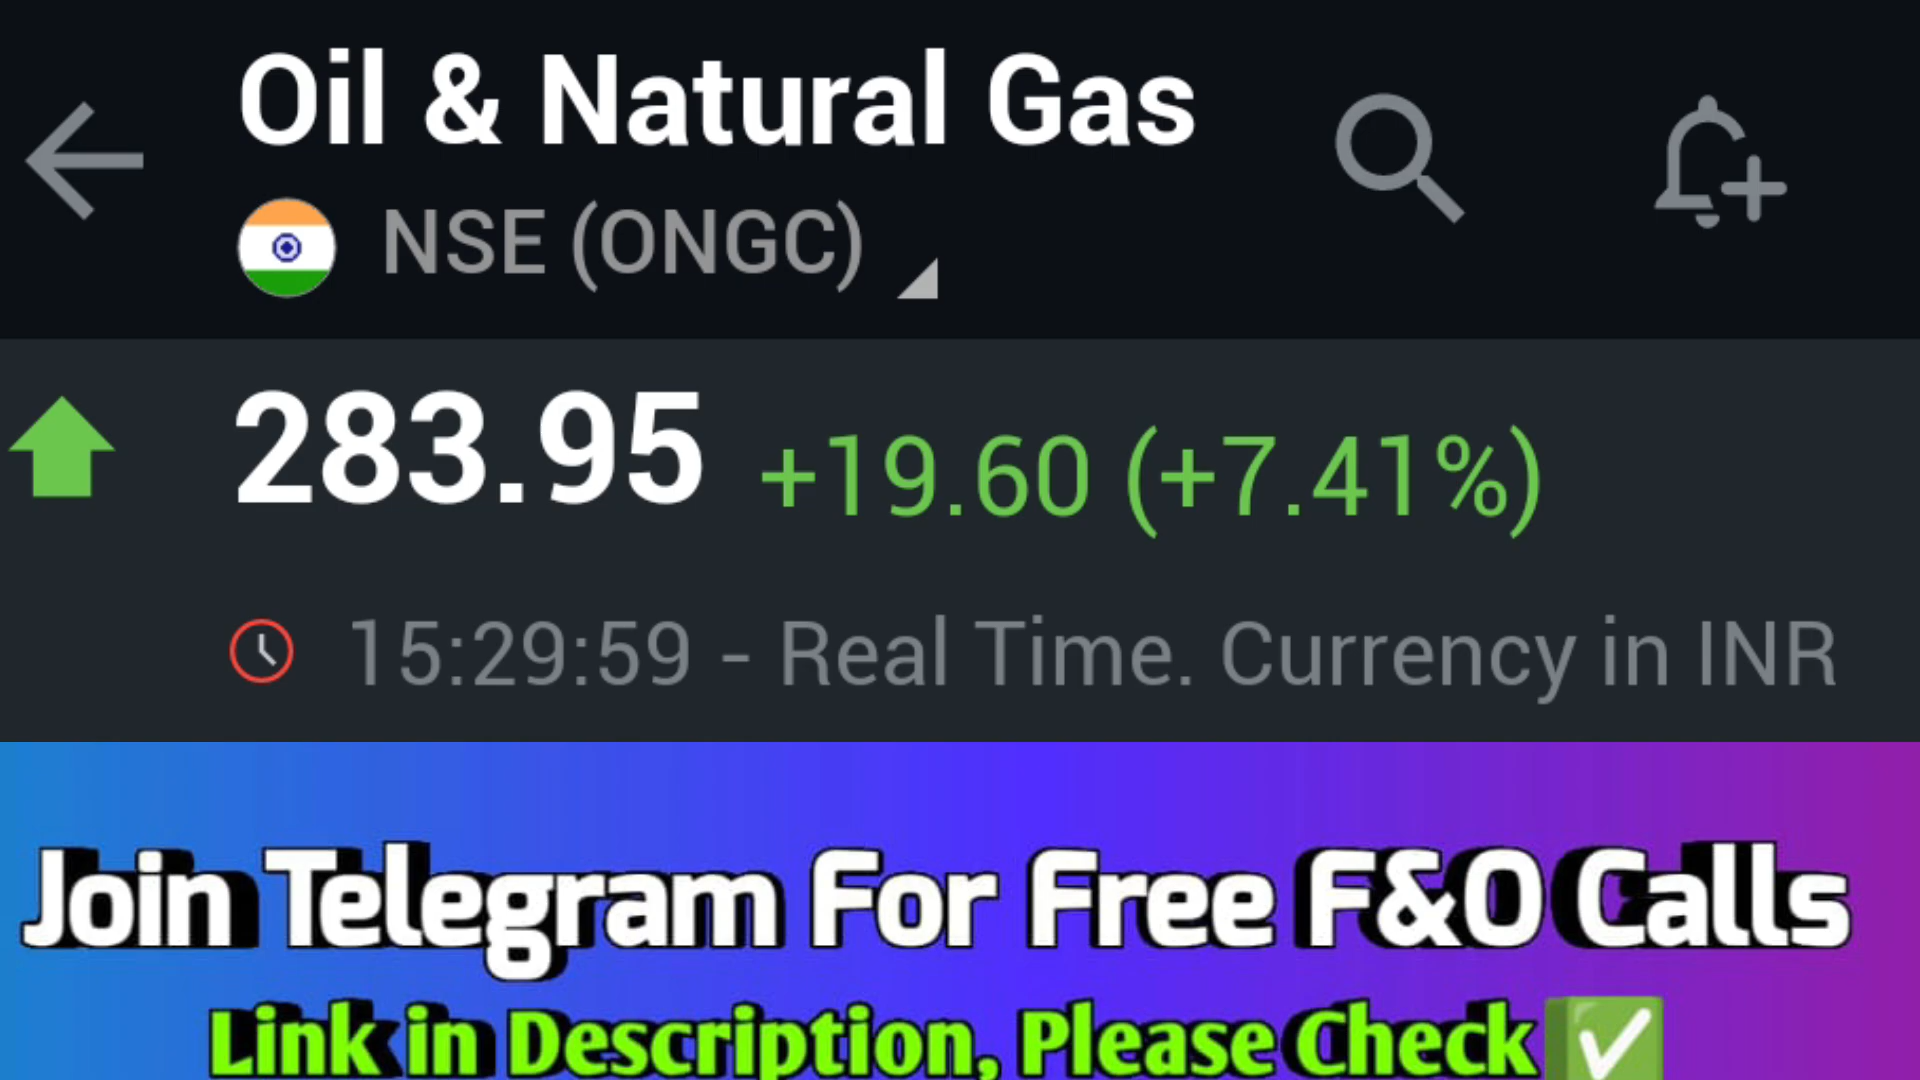 Oil & Natural Gas
NSE (ONGC)
283.95 +19.60 (+7.41%)
15:29:59 - Real Time. Currency in INR
Join Telegram For Free F&O Calls
Link in Description, Please Check ✅